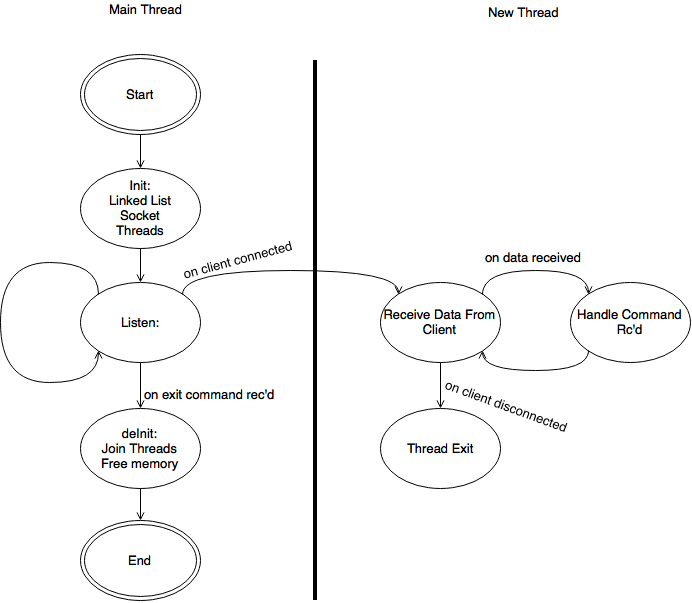 Main Thread
New Thread
Start
Init:
Linked List
Socket
Threads
on client connected
on data received
Listen:
Receive Data From
Client
Handle Command
Rc'd
on exit command rec'd
on client disconnected
deInit:
Join Threads
Free memory
Thread Exit
End